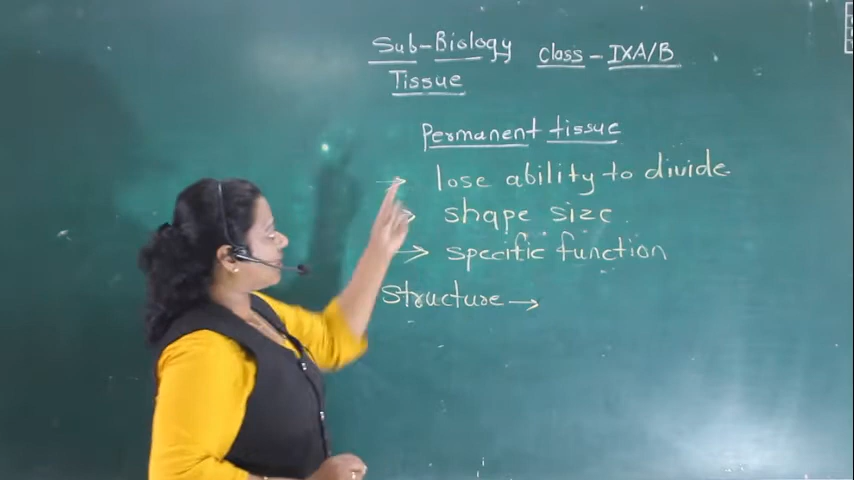 Sub-Biology Class - IXA/B
Tissue
Permanent tissue
→ lose ability to divide
→ shape size
→ specific function
Structure →